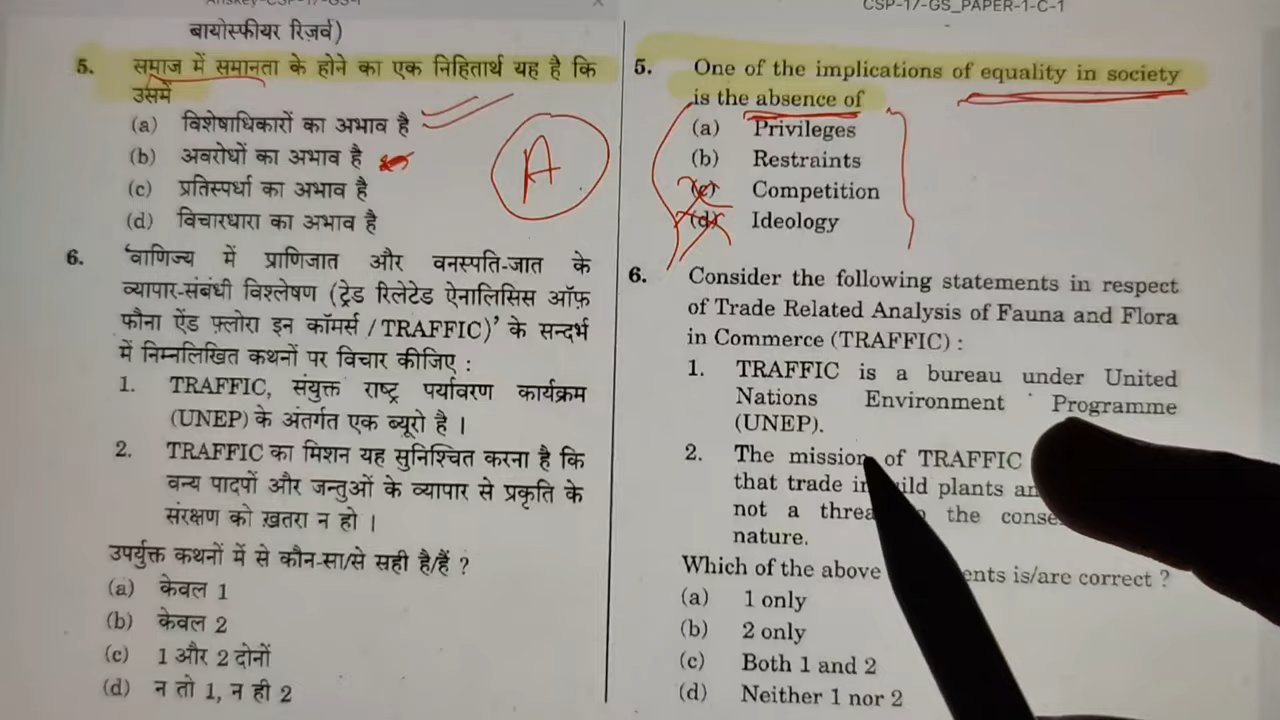 Anskey-CSP-17-GS-1
बायोस्फीयर रिज़र्व)
5. समाज में समानता के होने का एक निहितार्थ यह है कि
उसमें
(a) विशेषाधिकारों का अभाव है
(b) अवरोधों का अभाव है
(c) प्रतिस्पर्धा का अभाव है
(d) विचारधारा का अभाव है
A
6. 'वाणिज्य में प्राणिजात और वनस्पति-जात के
व्यापार-संबंधी विश्लेषण (ट्रेड रिलेटेड ऐनालिसिस ऑफ़
फौना ऐंड फ़्लोरा इन कॉमर्स / TRAFFIC)' के सन्दर्भ
में निम्नलिखित कथनों पर विचार कीजिए :
1. TRAFFIC, संयुक्त राष्ट्र पर्यावरण कार्यक्रम
(UNEP) के अंतर्गत एक ब्यूरो है ।
2. TRAFFIC का मिशन यह सुनिश्चित करना है कि
वन्य पादपों और जन्तुओं के व्यापार से प्रकृति के
संरक्षण को ख़तरा न हो ।
उपर्युक्त कथनों में से कौन-सा/से सही है/हैं ?
(a) केवल 1
(b) केवल 2
(c) 1 और 2 दोनों
(d) न तो 1, न ही 2
CSP-17-GS_PAPER-1-C-1
5. One of the implications of equality in society
is the absence of
(a) Privileges
(b) Restraints
(c) Competition
(d) Ideology
6. Consider the following statements in respect
of Trade Related Analysis of Fauna and Flora
in Commerce (TRAFFIC) :
1. TRAFFIC is a bureau under United
Nations Environment Programme
(UNEP).
2. The mission of TRAFFIC
that trade in plants
not a the
nature.
Which of the above is/are correct ?
(a) 1 only
(b) 2 only
(c) Both 1 and 2
(d) Neither 1 nor 2